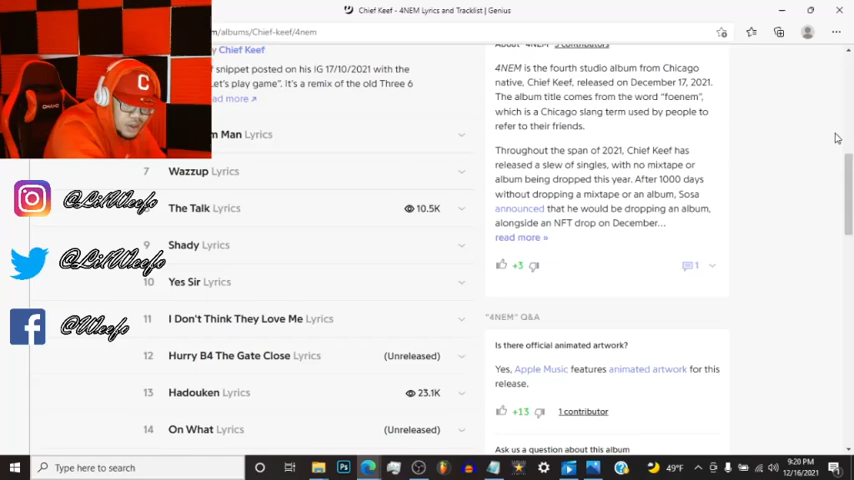 Chief Keef - 4NEM Lyrics and Tracklist | Genius
m/albums/Chief-keef/4nem
C
Chief Keef
snippet posted on his IG 17/10/2021 with the
Let's play game". It's a remix of the old Three 6
ead more
m Man Lyrics
7 Wazzup Lyrics
The Talk Lyrics 10.5K
9 Shady Lyrics
10 Yes Sir Lyrics
11 I Don't Think They Love Me Lyrics
12 Hurry B4 The Gate Close Lyrics (Unreleased)
13 Hadouken Lyrics 23.1K
14 On What Lyrics (Unreleased)
@LilWeefo
@LilWeefo
@Weefo
About "4NEM" 3 contributors
4NEM is the fourth studio album from Chicago
native, Chief Keef, released on December 17, 2021.
The album title comes from the word "foenem",
which is a Chicago slang term used by people to
refer to their friends.
Throughout the span of 2021, Chief Keef has
released a slew of singles, with no mixtape or
album being dropped this year. After 1000 days
without dropping a mixtape or an album, Sosa
announced that he would be dropping an album,
alongside an NFT drop on December...
read more »
+3 1
"4NEM" Q&A
Is there official animated artwork?
Yes, Apple Music features animated artwork for this
release.
+13 1 contributor
Ask us a question about this album
Type here to search
49°F
9:20 PM
12/16/2021